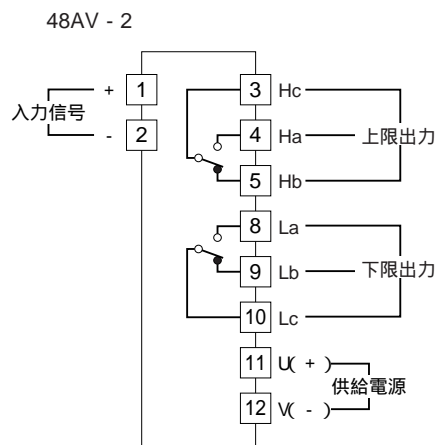 48AV - 2
入力信号
+ 1
- 2
3 Hc
4 Ha 上限出力
5 Hb
8 La
9 Lb 下限出力
10 Lc
11 U( + )
供給電源
12 V( - )